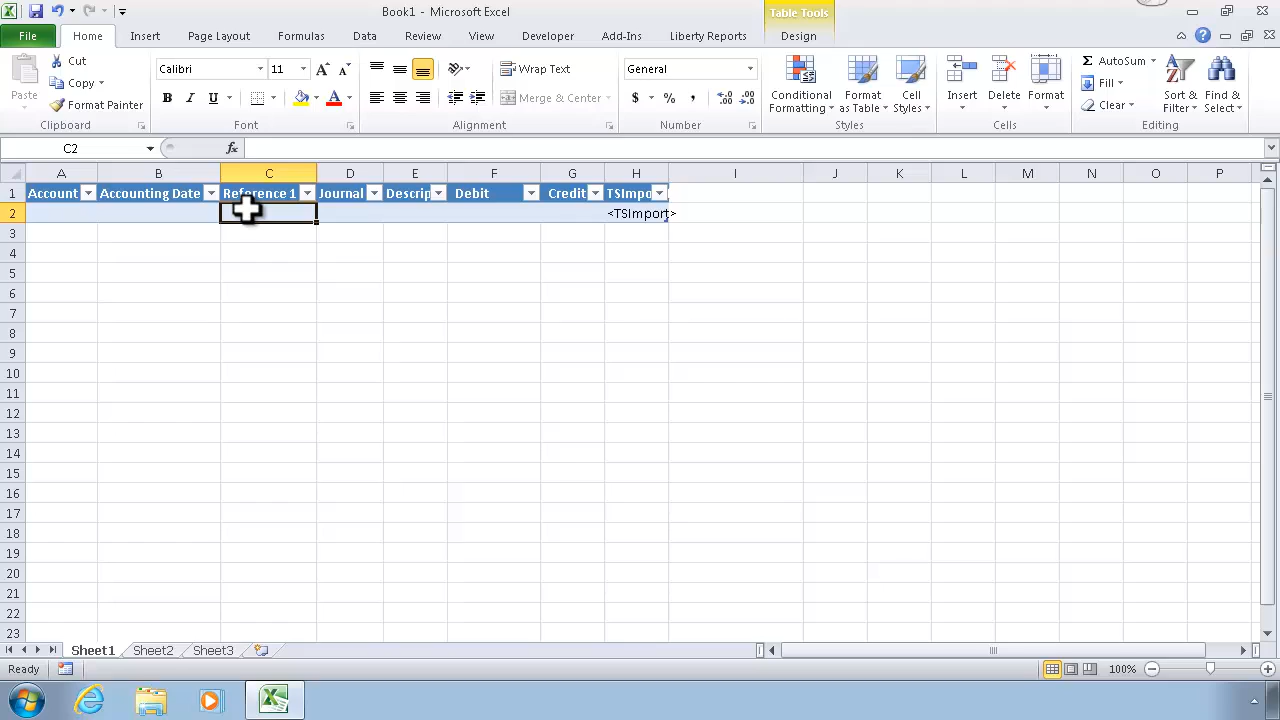 Book1 - Microsoft Excel
Table Tools
File Home Insert Page Layout Formulas Data Review View Developer Add-Ins Liberty Reports Design
Paste
Cut
Copy
Format Painter
Clipboard
Calibri 11
B I U
Font
Wrap Text
Merge & Center
Alignment
General
$ % ,
Number
Conditional Formatting
Format as Table
Cell Styles
Styles
Insert
Delete
Format
Cells
AutoSum
Fill
Clear
Sort & Filter
Find & Select
Editing
C2 fx
A B C D E F G H I J K L M N O P
1 Account Accounting Date Reference 1 Journal Descrip Debit Credit TSImpo
2 <TSImport>
3
4
5
6
7
8
9
10
11
12
13
14
15
16
17
18
19
20
21
22
23
Sheet1 Sheet2 Sheet3
Ready 100%